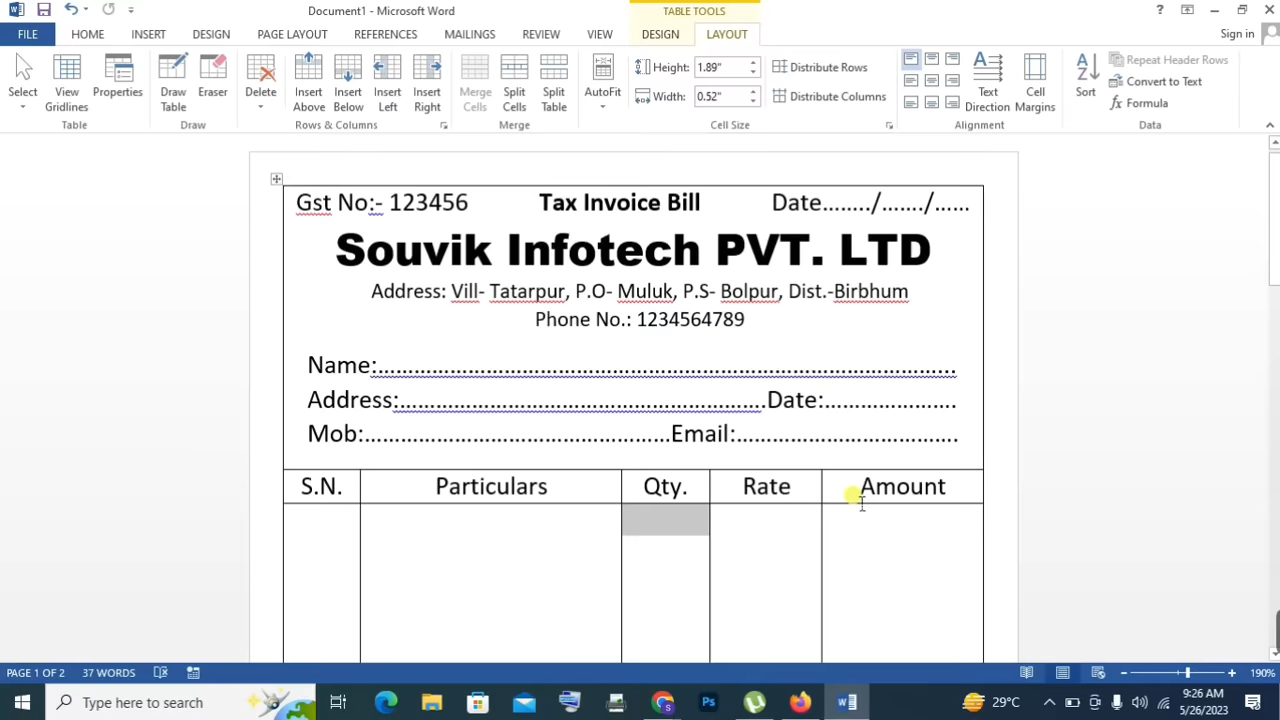 Document1 - Microsoft Word
TABLE TOOLS
?
FILE HOME INSERT DESIGN PAGE LAYOUT REFERENCES MAILINGS REVIEW VIEW DESIGN LAYOUT Sign in
Select View Gridlines Properties Draw Table Eraser Delete Insert Above Insert Below Insert Left Insert Right Merge Cells Split Cells Split Table AutoFit Height: 1.89" Width: 0.52" Distribute Rows Distribute Columns Text Direction Cell Margins Sort Repeat Header Rows Convert to Text Formula
Table Draw Rows & Columns Merge Cell Size Alignment Data
Gst No:- 123456 Tax Invoice Bill Date......../......./......
Souvik Infotech PVT. LTD
Address: Vill- Tatarpur, P.O- Muluk, P.S- Bolpur, Dist.-Birbhum
Phone No.: 1234564789
Name:................................................................................................
Address:.............................................................Date:......................
Mob:...................................................Email:.....................................
S.N. Particulars Qty. Rate Amount
PAGE 1 OF 2 37 WORDS 190%
Type here to search 29°C 9:26 AM
5/26/2023